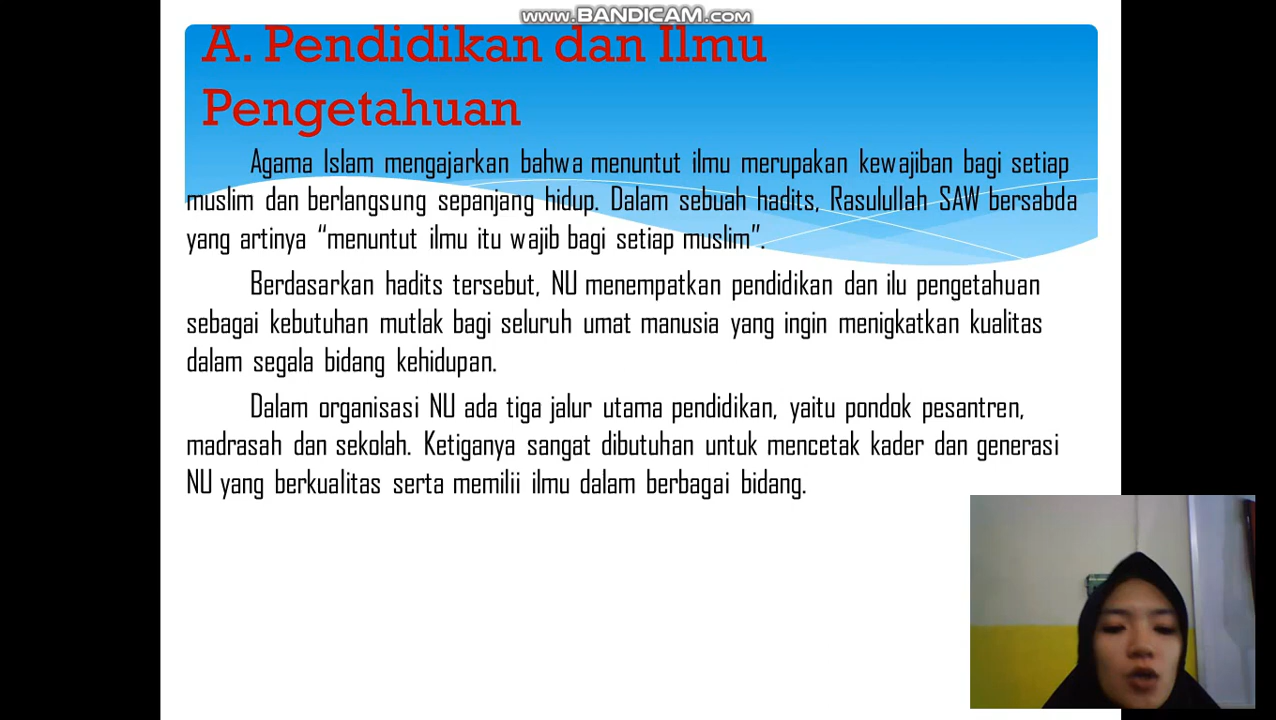 www.BANDICAM.com
A. Pendidikan dan Ilmu
Pengetahuan
Agama Islam mengajarkan bahwa menuntut ilmu merupakan kewajiban bagi setiap
muslim dan berlangsung sepanjang hidup. Dalam sebuah hadits, Rasulullah SAW bersabda
yang artinya “menuntut ilmu itu wajib bagi setiap muslim”.
Berdasarkan hadits tersebut, NU menempatkan pendidikan dan ilu pengetahuan
sebagai kebutuhan mutlak bagi seluruh umat manusia yang ingin menigkatkan kualitas
dalam segala bidang kehidupan.
Dalam organisasi NU ada tiga jalur utama pendidikan, yaitu pondok pesantren,
madrasah dan sekolah. Ketiganya sangat dibutuhan untuk mencetak kader dan generasi
NU yang berkualitas serta memilii ilmu dalam berbagai bidang.